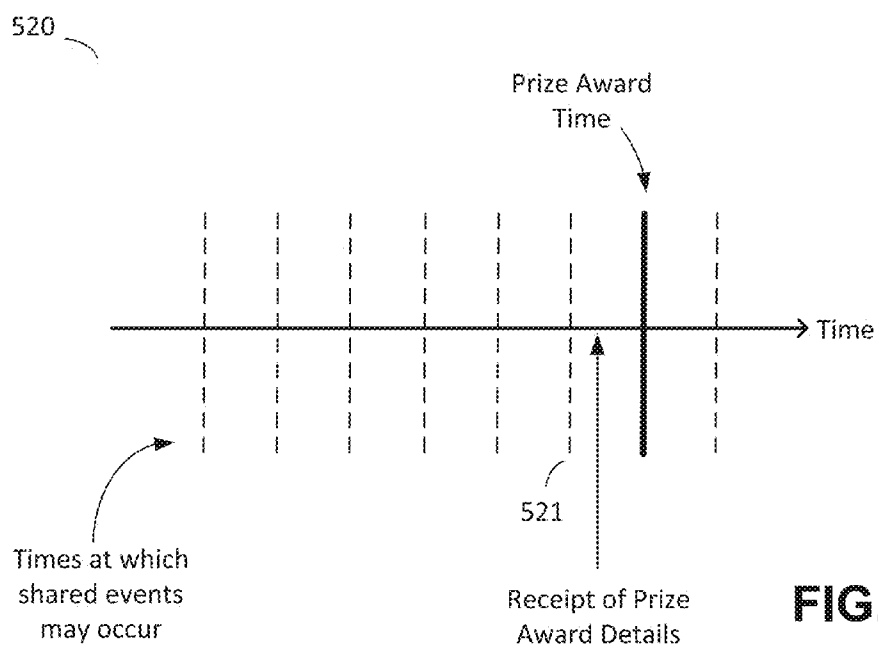 520
Prize Award
Time
Time
521
Times at which
shared events
may occur
Receipt of Prize
Award Details
FIG